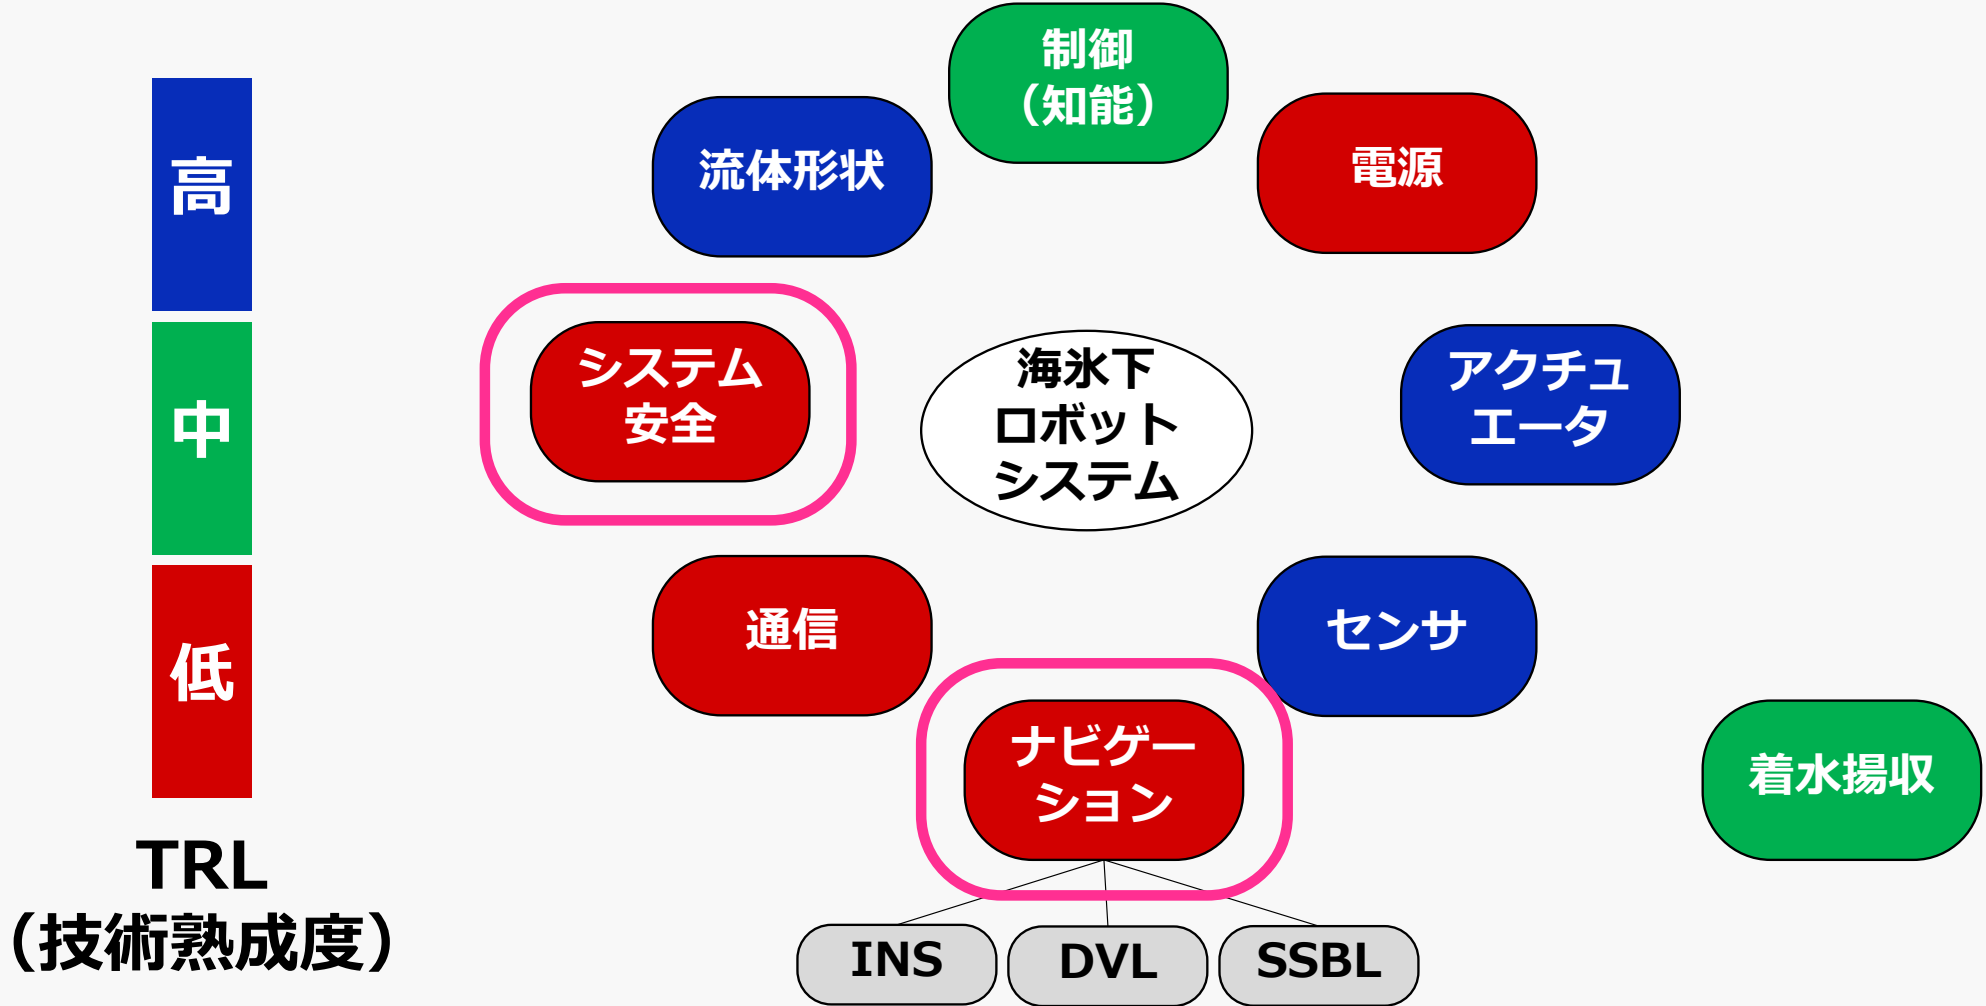 高
中
低
TRL
（技術熟成度）
制御
（知能）
流体形状
電源
システム
安全
海氷下
ロボット
システム
アクチュ
エータ
通信
センサ
ナビゲー
ション
着水揚収
INS
DVL
SSBL